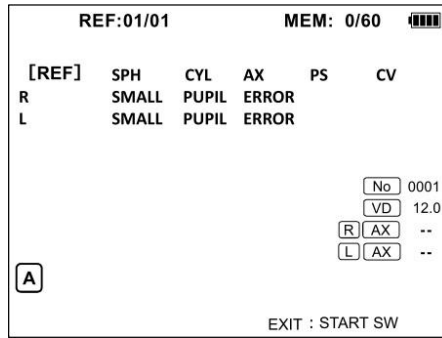 REF:01/01 MEM: 0/60
[REF] SPH CYL AX PS CV
R SMALL PUPIL ERROR
L SMALL PUPIL ERROR
No 0001
VD 12.0
R AX --
L AX --
A
EXIT : START SW